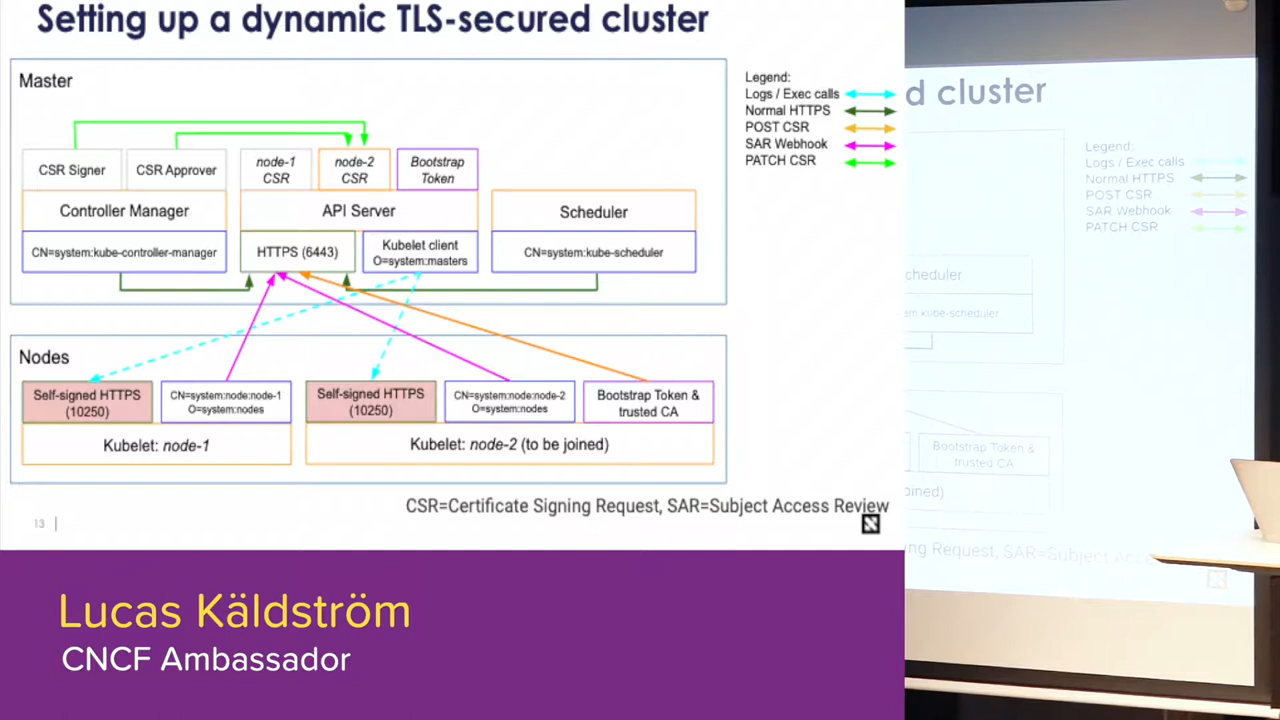 Setting up a dynamic TLS-secured cluster
Master
Legend:
Logs / Exec calls
Normal HTTPS
POST CSR
SAR Webhook
PATCH CSR
CSR Signer
CSR Approver
node-1
CSR
node-2
CSR
Bootstrap
Token
Controller Manager
API Server
Scheduler
CN=system:kube-controller-manager
HTTPS (6443)
Kubelet client
O=system:masters
CN=system:kube-scheduler
Nodes
Self-signed HTTPS
(10250)
CN=system:node:node-1
O=system:nodes
Self-signed HTTPS
(10250)
CN=system:node:node-2
O=system:nodes
Bootstrap Token &
trusted CA
Kubelet: node-1
Kubelet: node-2 (to be joined)
CSR=Certificate Signing Request, SAR=Subject Access Review
13
Lucas Käldström
CNCF Ambassador
d cluster
Legend:
Logs / Exec calls
Normal HTTPS
POST CSR
SAR Webhook
PATCH CSR
cheduler
em:kube-scheduler
Bootstrap Token &
trusted CA
oined)
ng Request, SAR=Subject Acc